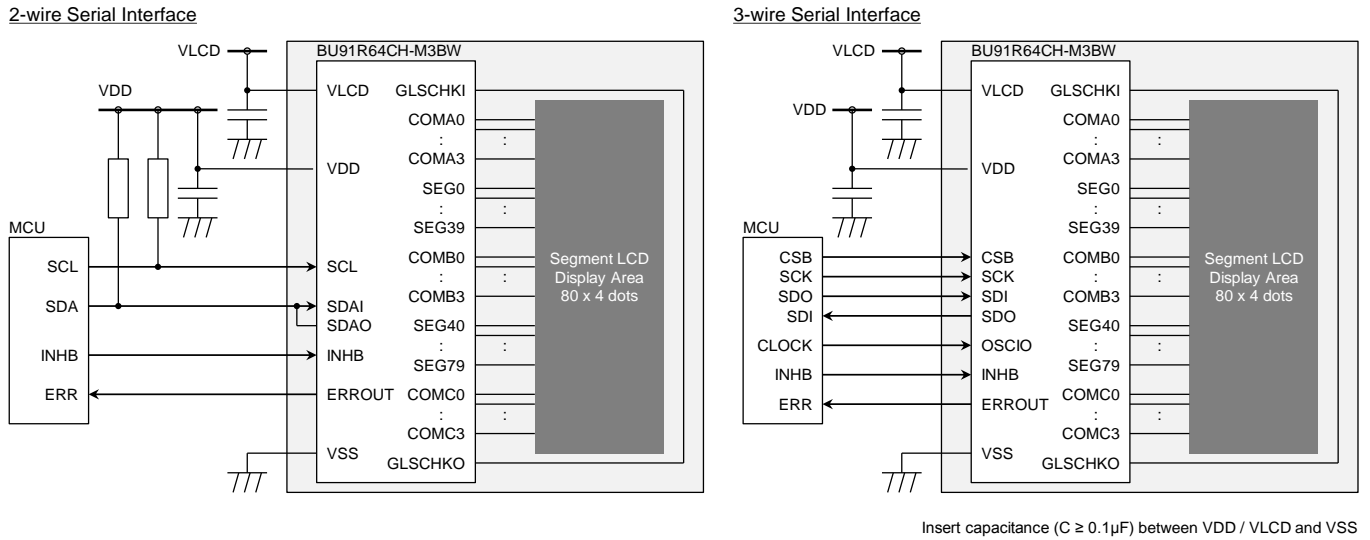 2-wire Serial Interface
VLCD
BU91R64CH-M3BW
VDD
VLCD
GLSCHKI
COMA0
:
:
COMA3
VDD
SEG0
:
:
SEG39
MCU
SCL
SCL
COMB0
:
:
COMB3
SDA
SDAI
SDAO
SEG40
:
:
SEG79
INHB
INHB
ERR
ERROUT
COMC0
:
:
COMC3
VSS
GLSCHKO
Segment LCD
Display Area
80 x 4 dots
3-wire Serial Interface
VLCD
BU91R64CH-M3BW
VDD
VLCD
GLSCHKI
COMA0
:
:
COMA3
VDD
SEG0
:
:
SEG39
MCU
CSB
CSB
SCK
SCK
SDO
SDI
SDI
SDO
COMB0
:
:
COMB3
CLOCK
OSCIO
SEG40
:
:
SEG79
INHB
INHB
ERR
ERROUT
COMC0
:
:
COMC3
VSS
GLSCHKO
Segment LCD
Display Area
80 x 4 dots
Insert capacitance (C ≥ 0.1μF) between VDD / VLCD and VSS